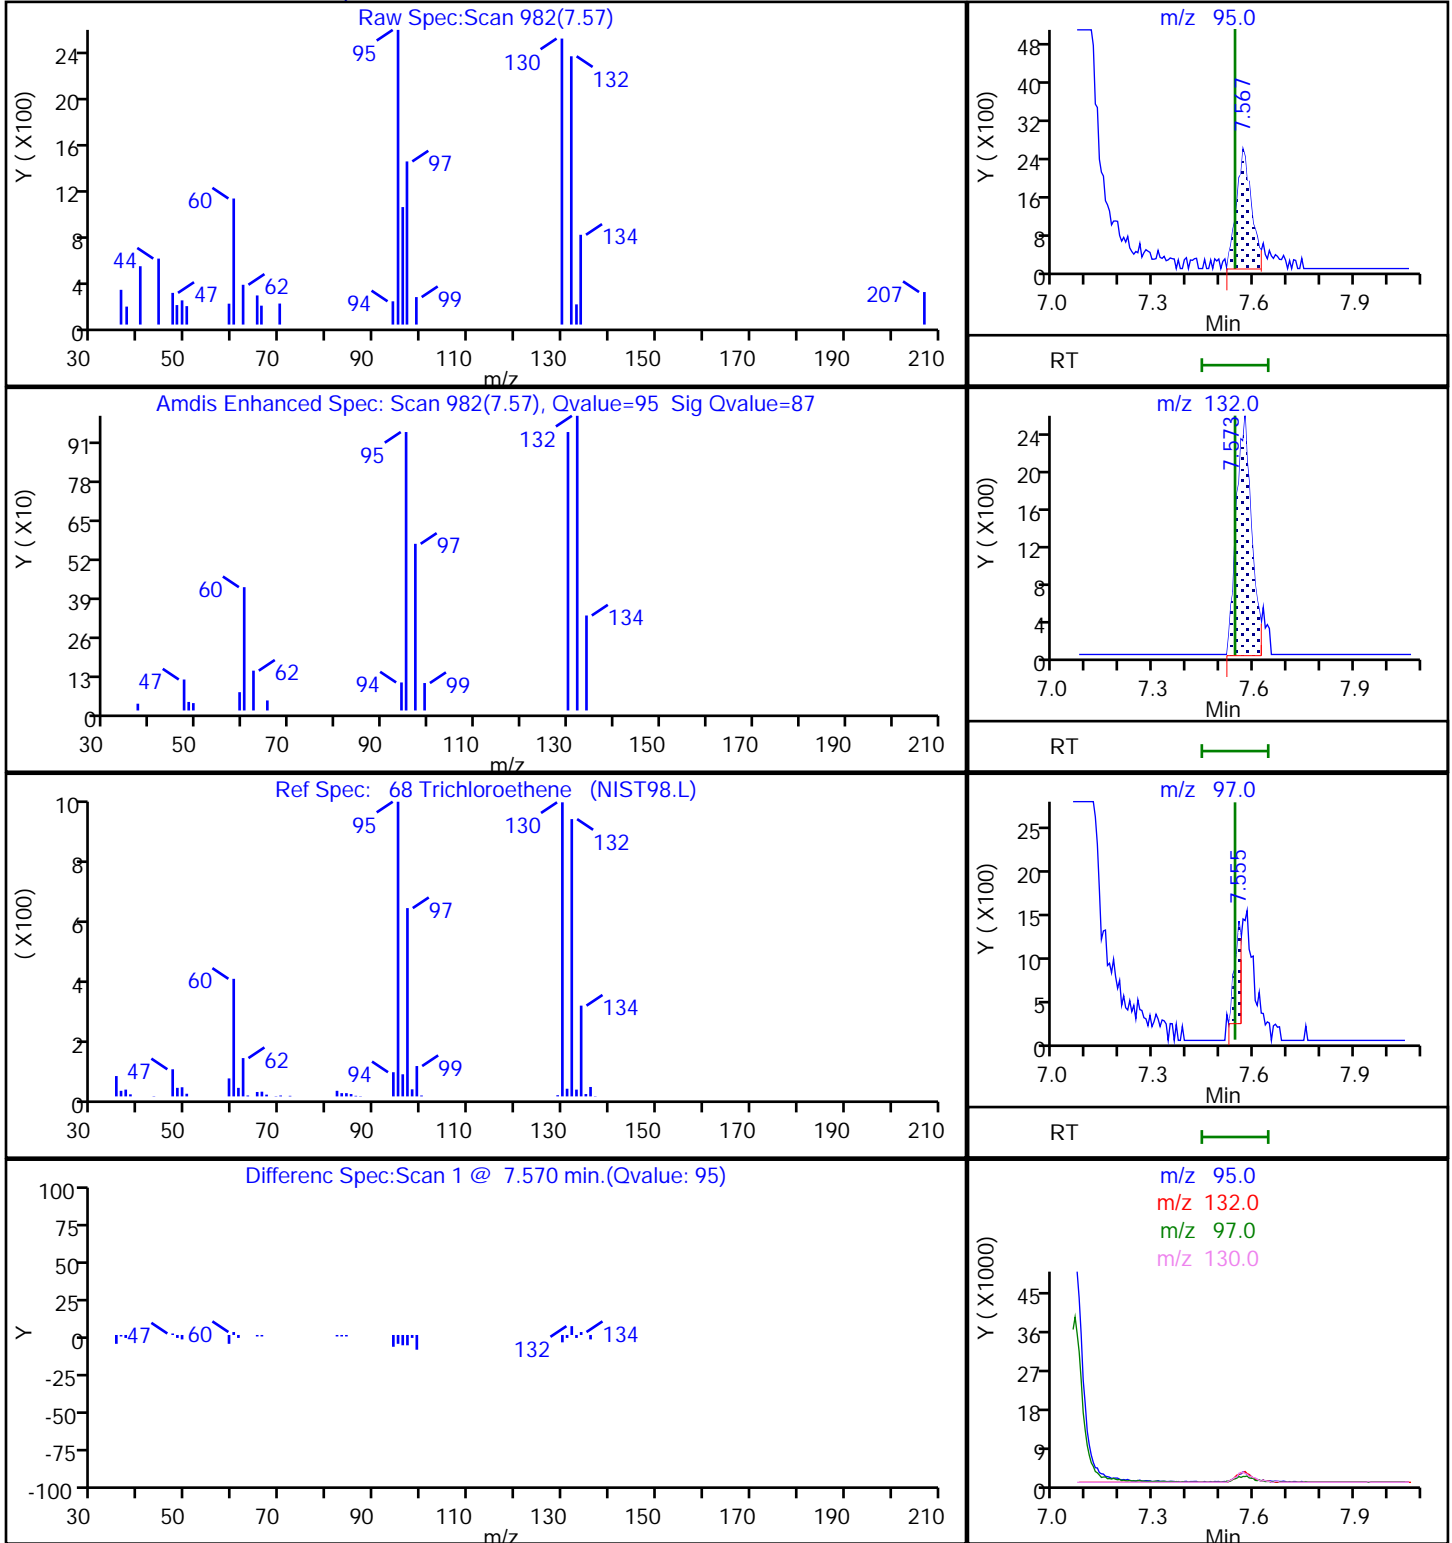 Raw Spec:Scan 982(7.57)
Y ( X100)
24
20
16
12
8
4
0
95
130
132
97
60
134
44
47
62
94
99
207
30 50 70 90 110 130 150 170 190 210
m/z
m/z 95.0
Y ( X100)
48
40
32
24
16
8
0
7.567
7.0 7.3 7.6 7.9
Min
RT
Amdis Enhanced Spec: Scan 982(7.57), Qvalue=95 Sig Qvalue=87
Y ( X10)
91
78
65
52
39
26
13
0
95
132
97
60
134
47
62
94
99
30 50 70 90 110 130 150 170 190 210
m/z
m/z 132.0
Y ( X100)
24
20
16
12
8
4
0
7.573
7.0 7.3 7.6 7.9
Min
RT
Ref Spec: 68 Trichloroethene (NIST98.L)
( X100)
10
8
6
4
2
0
95
130
132
97
60
134
47
62
94
99
30 50 70 90 110 130 150 170 190 210
m/z 97.0
Y ( X100)
25
20
15
10
5
0
7.555
7.0 7.3 7.6 7.9
Min
RT
Differenc Spec:Scan 1 @ 7.570 min.(Qvalue: 95)
Y
100
75
50
25
0
-25
-50
-75
-100
47
60
132
134
30 50 70 90 110 130 150 170 190 210
m/z
m/z 95.0
m/z 132.0
m/z 97.0
m/z 130.0
Y ( X1000)
45
36
27
18
9
0
7.0 7.3 7.6 7.9
Min